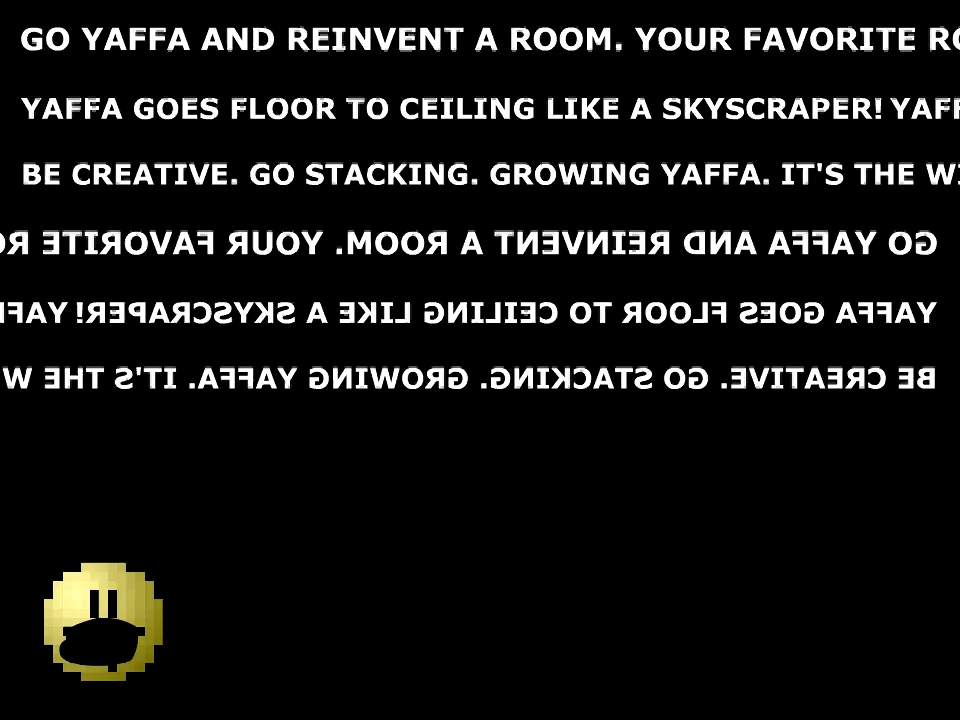 GO YAFFA AND REINVENT A ROOM. YOUR FAVORITE
YAFFA GOES FLOOR TO CEILING LIKE A SKYSCRAPER!
BE CREATIVE. GO STACKING. GROWING YAFFA. IT'S THE
GO YAFFA AND REINVENT A ROOM. YOUR FAVORITE
YAFFA GOES FLOOR TO CEILING LIKE A SKYSCRAPER!
BE CREATIVE. GO STACKING. GROWING YAFFA. IT'S THE